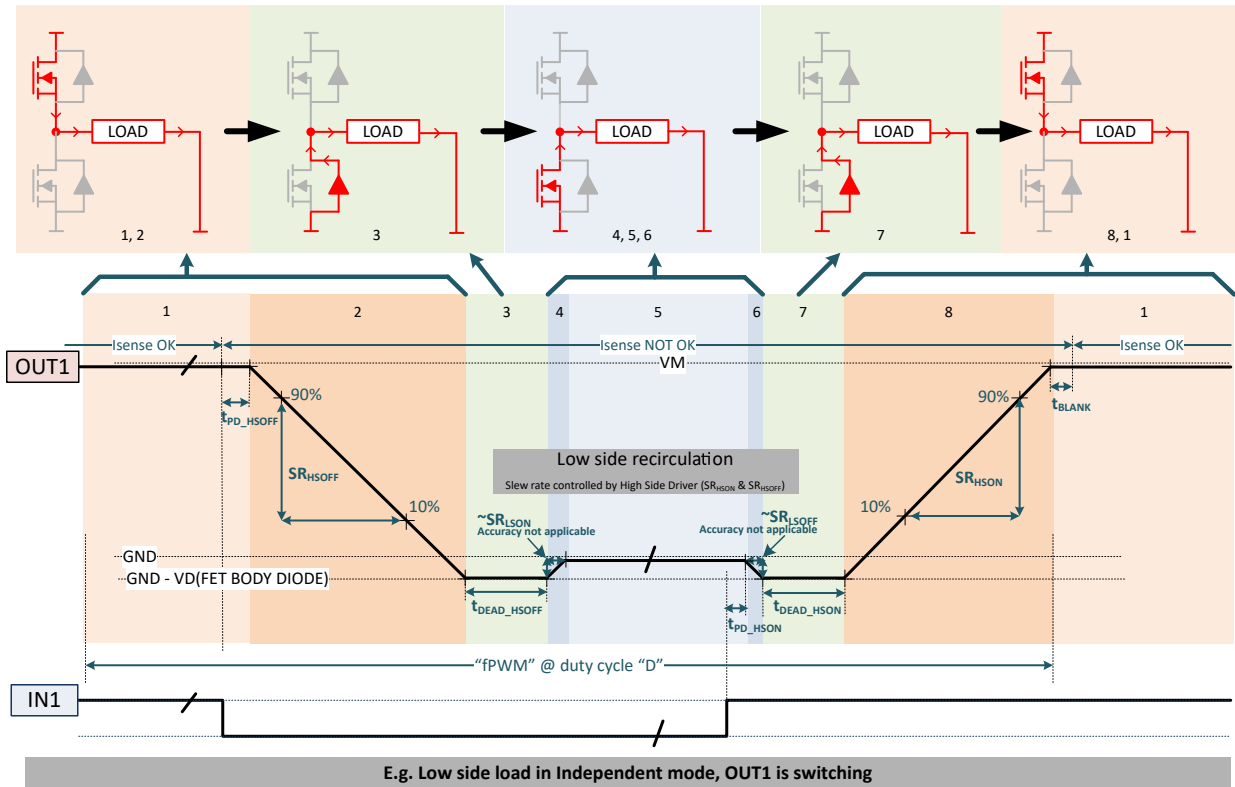 LOAD LOAD LOAD LOAD LOAD
1, 2 3 4, 5, 6 7 8, 1
1 2 3 4 5 6 7 8 1
Isense OK Isense NOT OK Isense OK
VM
OUT1
90% 90%
tPD_HSOFF tBLANK
SRHSOFF SRHSON
Low side recirculation
Slew rate controlled by High Side Driver (SRHSON & SRHSOFF)
10% 10%
~SRLSON ~SRLSOFF
Accuracy not applicable Accuracy not applicable
GND
GND - VD(FET BODY DIODE)
tDEAD_HSOFF tDEAD_HSON
tPD_HSON
“fPWM” @ duty cycle “D”
IN1
E.g. Low side load in Independent mode, OUT1 is switching